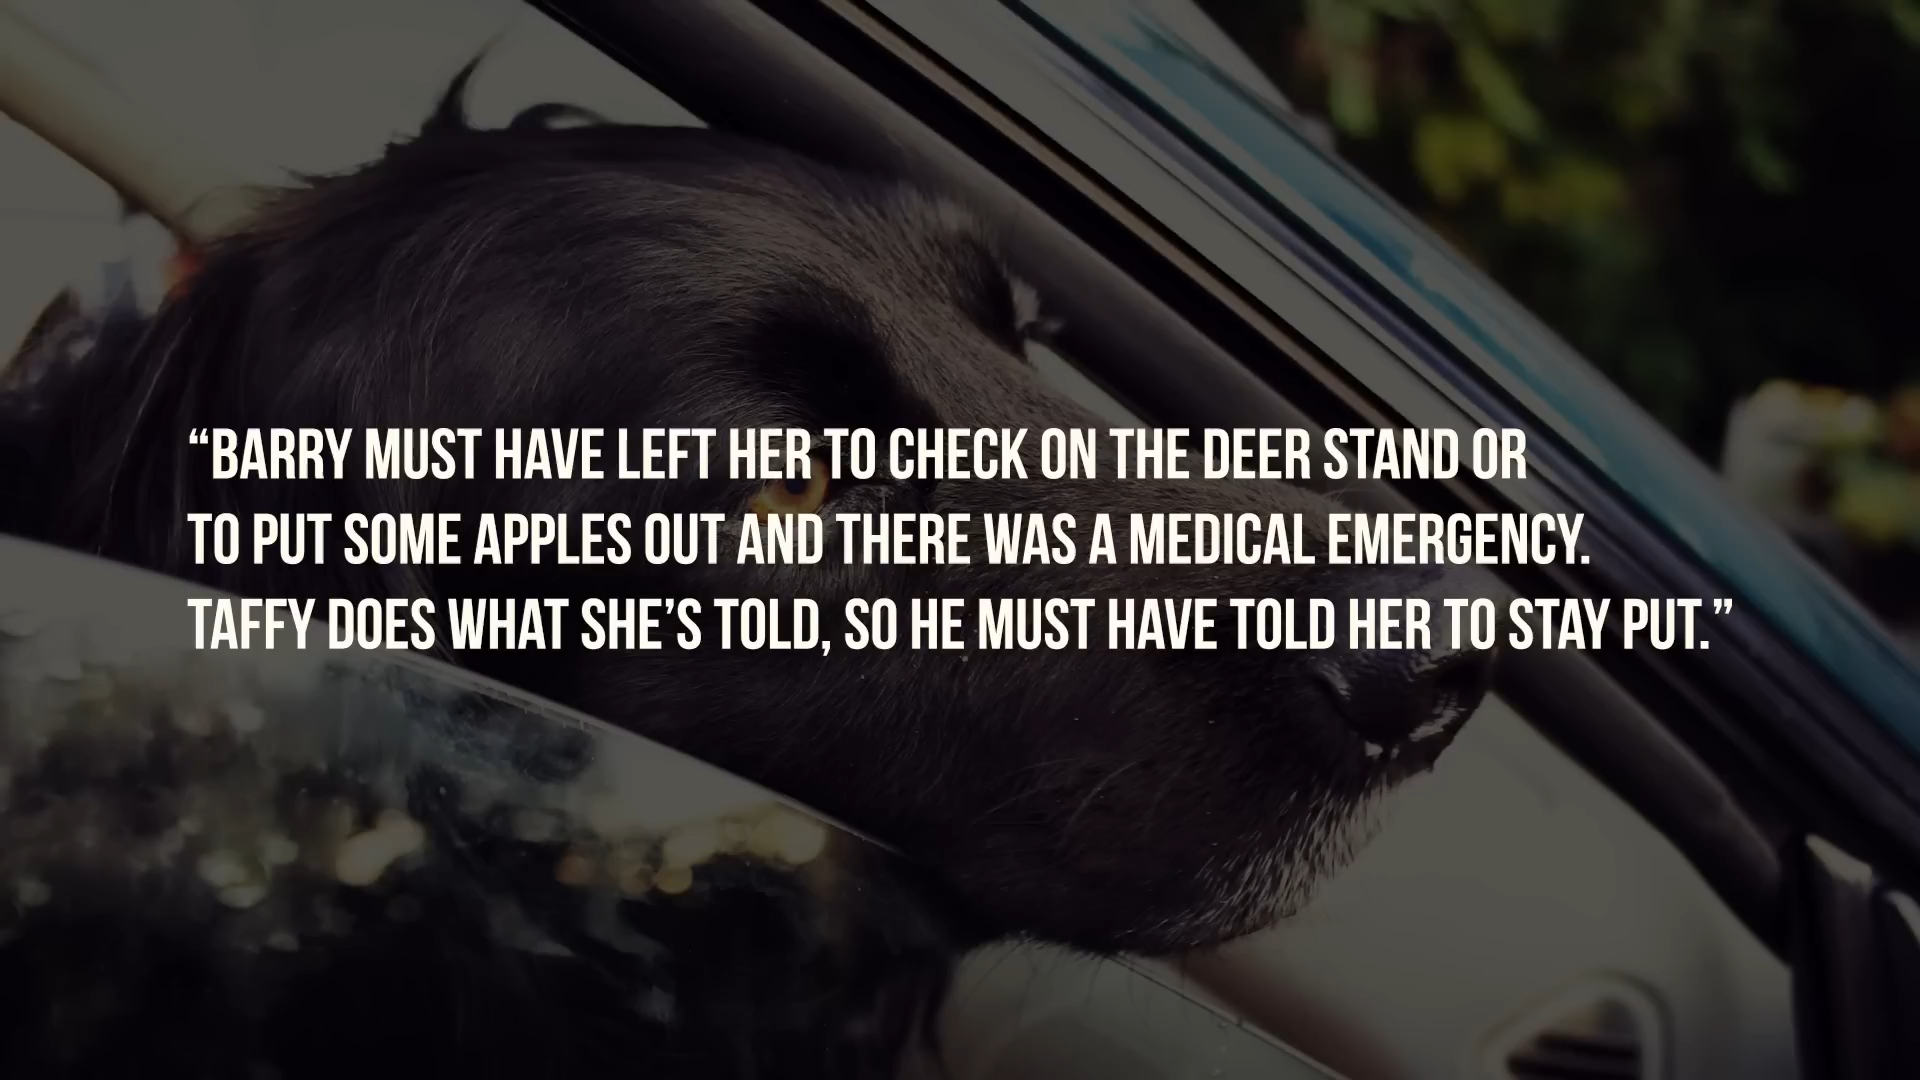 “BARRY MUST HAVE LEFT HER TO CHECK ON THE DEER STAND OR
TO PUT SOME APPLES OUT AND THERE WAS A MEDICAL EMERGENCY.
TAFFY DOES WHAT SHE’S TOLD, SO HE MUST HAVE TOLD HER TO STAY PUT.”